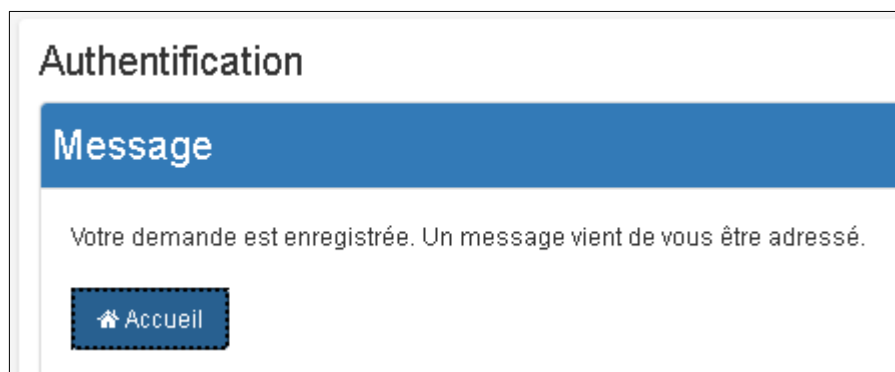 Authentification
Message
Votre demande est enregistrée. Un message vient de vous être adressé.
Accueil